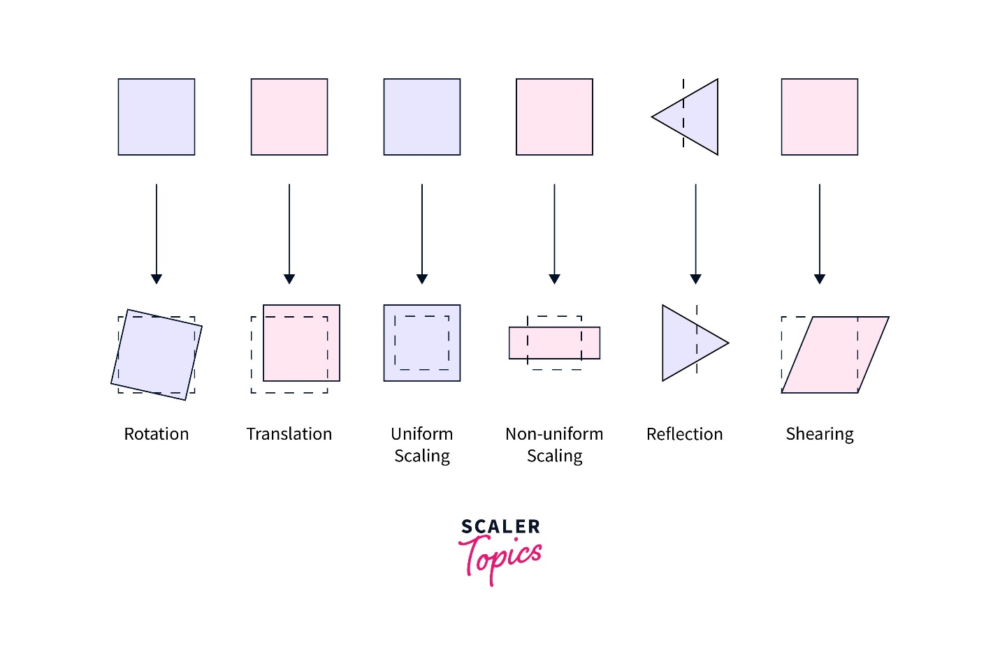 Rotation
Translation
Uniform
Scaling
Non-uniform
Scaling
Reflection
Shearing
SCALER
Topics